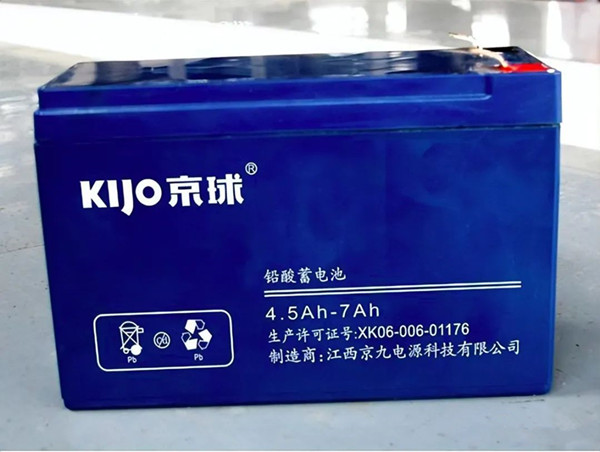 KIJO京球®
铅酸蓄电池
4.5Ah-7Ah
生产许可证号:XK06-006-01176
制造商:江西京九电源科技有限公司
Pb Pb